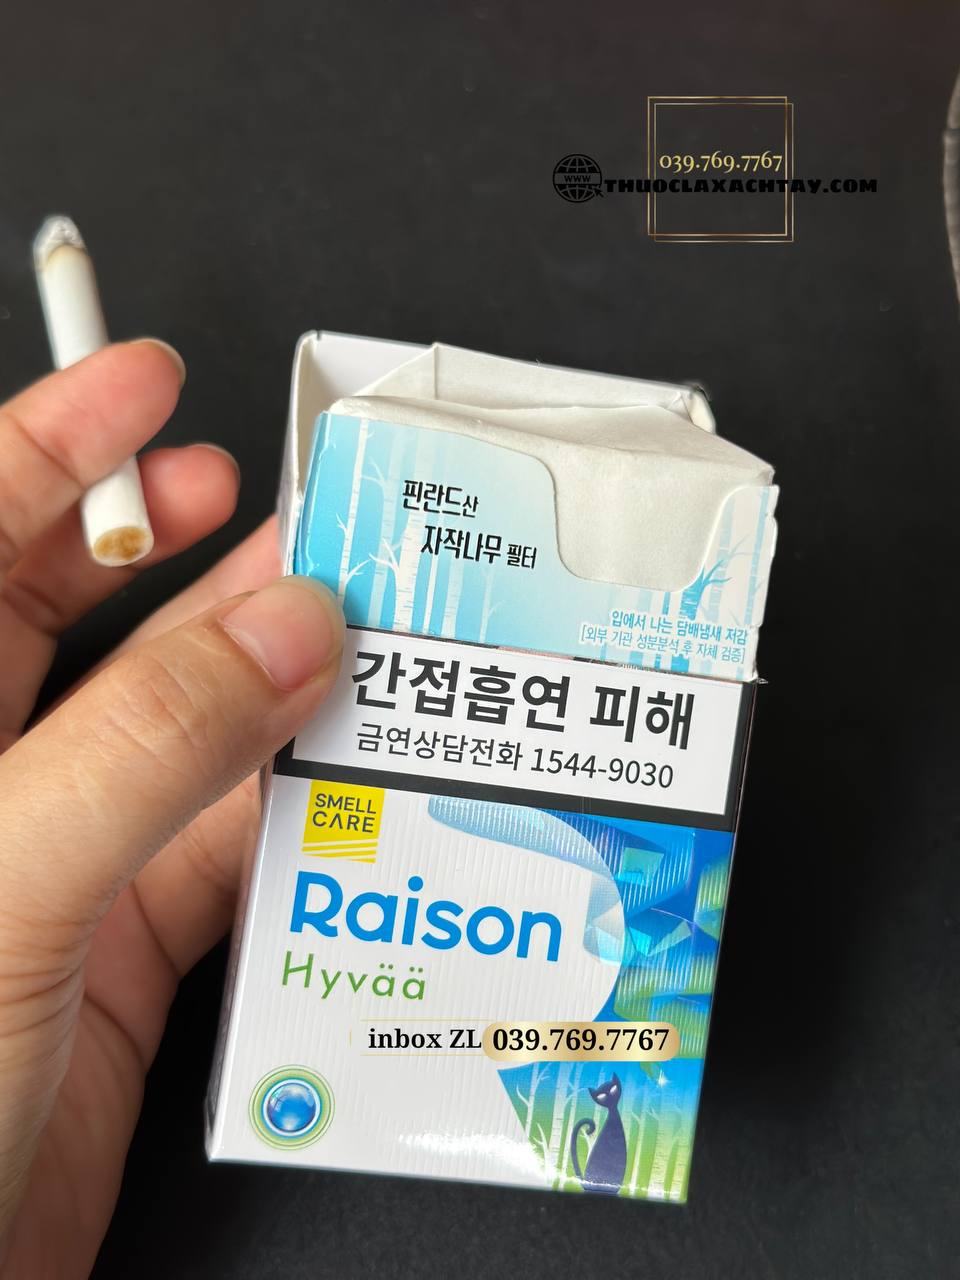 039.769.7767
www
THUOCLAXACHTAY.COM
핀란드산
자작나무 필터
입에서 나는 담배냄새 저감
[외부 기관 성분분석 후 자체 검증]
간접흡연 피해
금연상담전화 1544-9030
SMELL
CARE
Raison
Hyvää
inbox ZL 039.769.7767